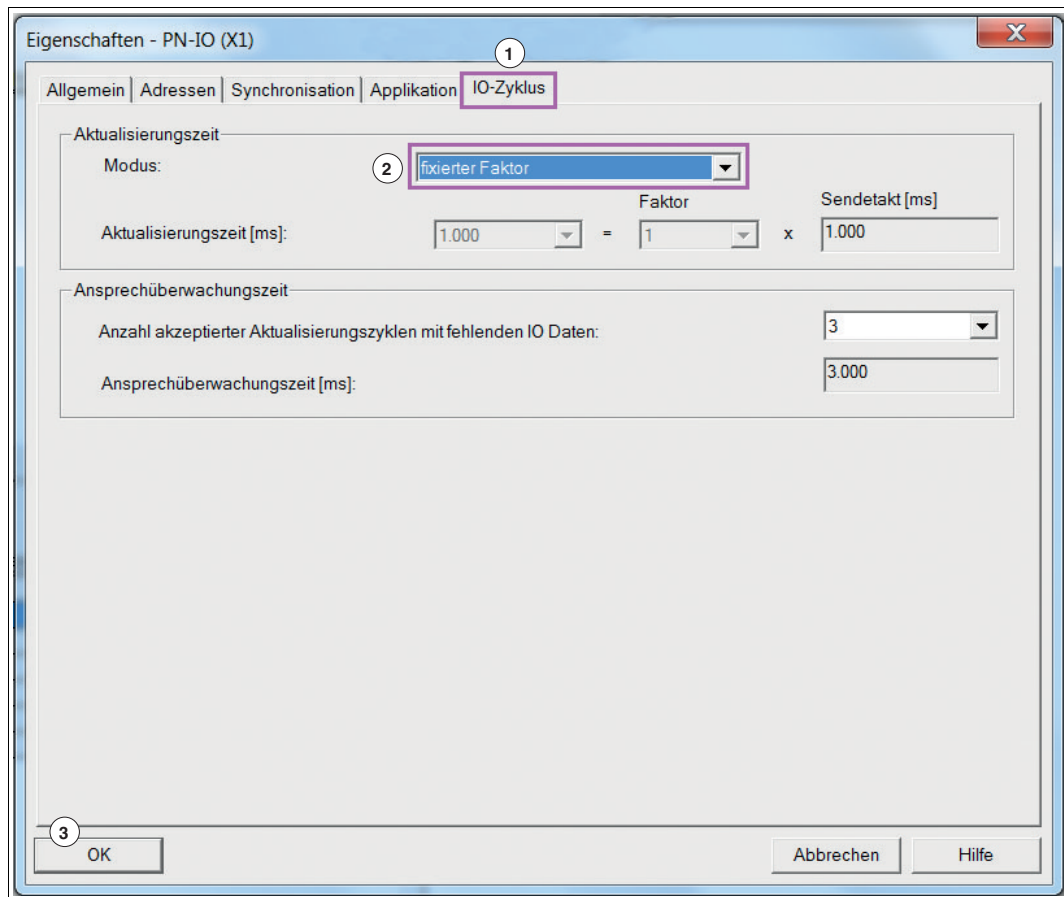 Eigenschaften - PN-IO (X1)
X
1
Allgemein Adressen Synchronisation Applikation IO-Zyklus
Aktualisierungszeit
Modus:
2
fixierter Faktor
Faktor
Sendetakt [ms]
Aktualisierungszeit [ms]:
1.000 = 1 x 1.000
Ansprechüberwachungszeit
Anzahl akzeptierter Aktualisierungszyklen mit fehlenden IO Daten:
3
Ansprechüberwachungszeit [ms]:
3.000
3
OK
Abbrechen
Hilfe